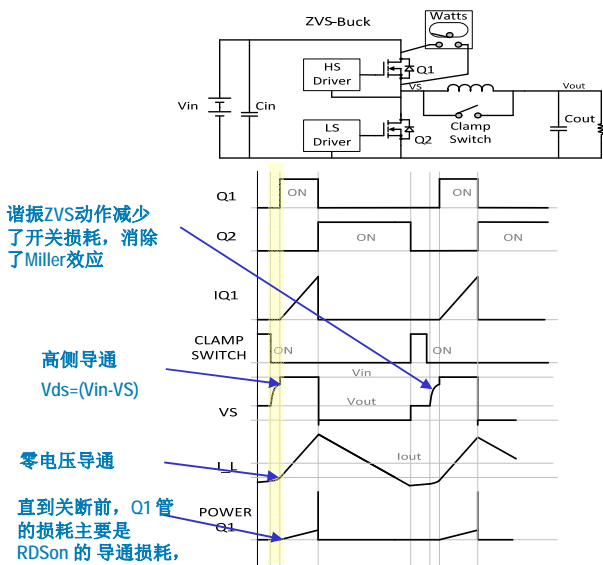 ZVS-Buck
Watts
HS
Driver
Q1
VS
Vout
Vin
Cin
LS
Driver
Q2
Clamp
Switch
Cout
Q1
ON
ON
谐振ZVS动作减少
了开关损耗，消除
了Miller效应
Q2
ON
ON
IQ1
CLAMP
SWITCH
ON
ON
高侧导通
Vds=(Vin-VS)
Vin
Vout
VS
零电压导通
I_L
Iout
直到关断前，Q1 管
的损耗主要是
RDSon 的 导通损耗，
POWER
Q1